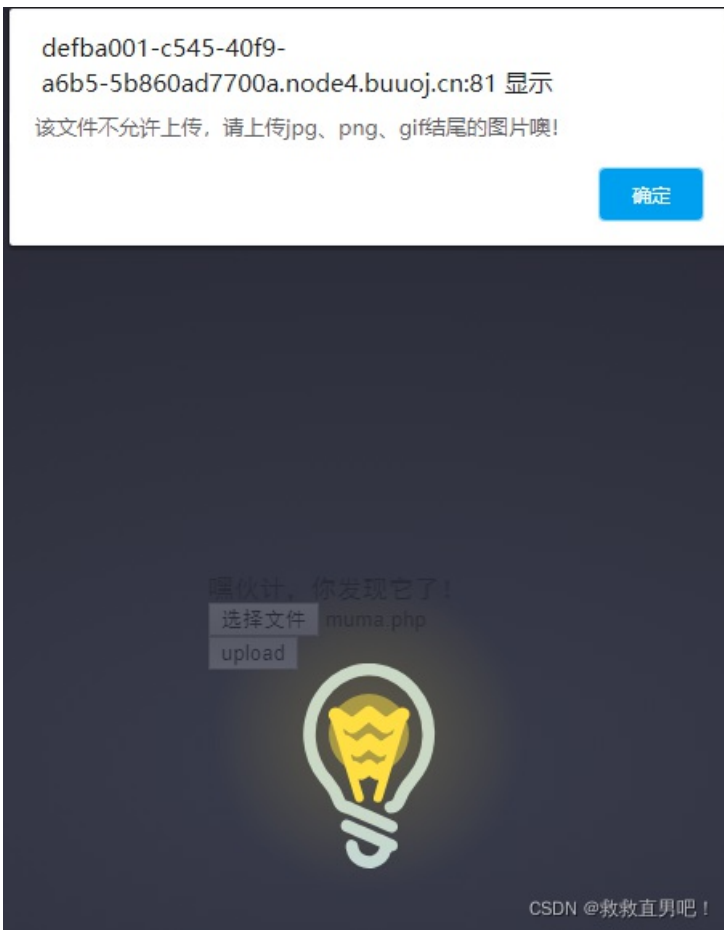 defba001-c545-40f9-
a6b5-5b860ad7700a.node4.buuoj.cn:81 显示
该文件不允许上传，请上传jpg、png、gif结尾的图片噢!
确定
嘿伙计，你发现它了！
选择文件 muma.php
upload
CSDN @救救直男吧！